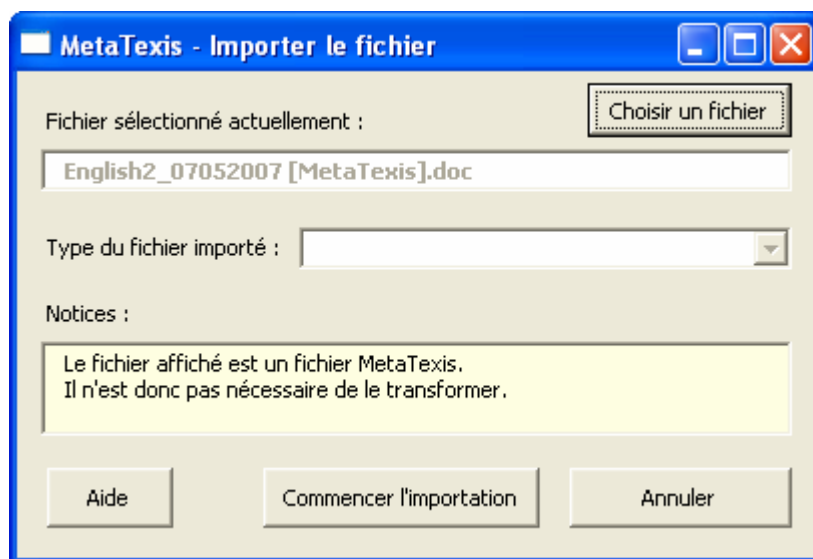 MetaTexis - Importer le fichier
Choisir un fichier
Fichier sélectionné actuellement :
English2_07052007 [MetaTexis].doc
Type du fichier importé :
Notices :
Le fichier affiché est un fichier MetaTexis.
Il n'est donc pas nécessaire de le transformer.
Aide
Commencer l'importation
Annuler